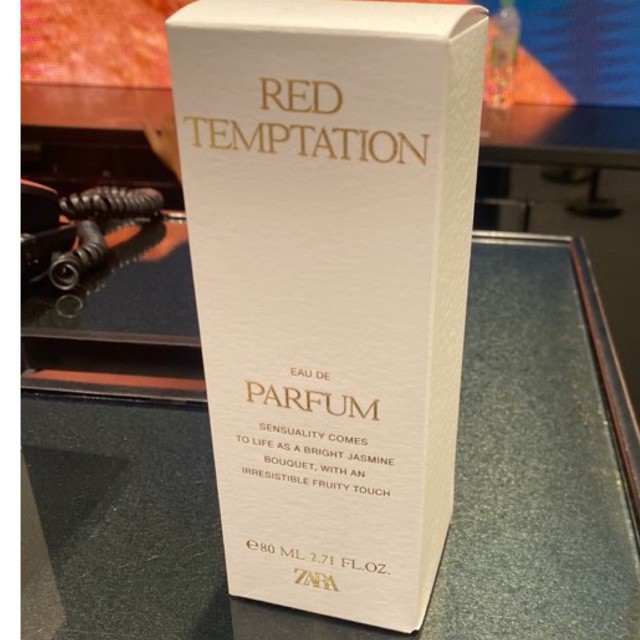 RED
TEMPTATION
EAU DE
PARFUM
SENSUALITY COMES
TO LIFE AS A BRIGHT JASMINE
BOUQUET, WITH AN
IRRESISTIBLE FRUITY TOUCH
℮80 ML 2.71 FL.OZ.
ZARA